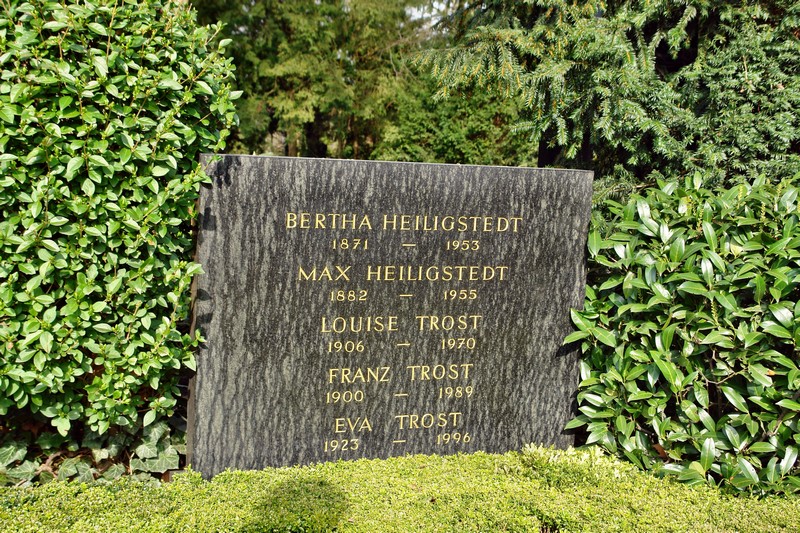 BERTHA HEILIGSTEDT
1871 — 1953
MAX HEILIGSTEDT
1882 — 1955
LOUISE TROST
1906 — 1970
FRANZ TROST
1900 — 1989
EVA TROST
1923 — 1996